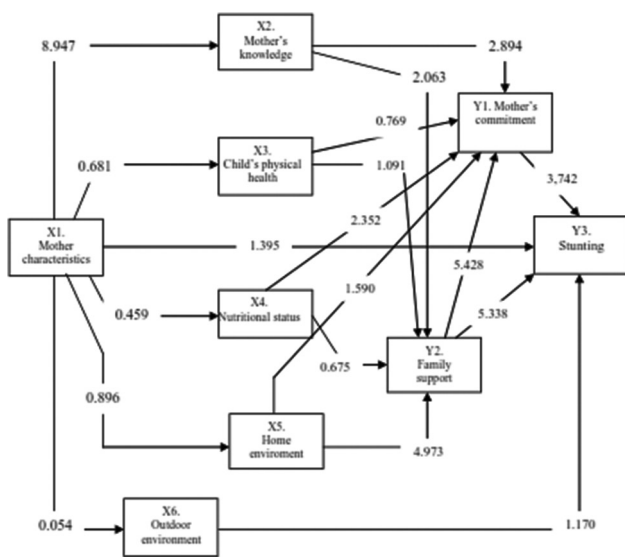 X2.
Mother's
knowledge
8.947
2.894
2.063
Y1. Mother's
commitment
0.769
X3.
Child's physical
health
0.681
1.091
3,742
2.352
X1.
Mother
characteristics
1.395
Y3.
Stunting
5.428
1.590
X4.
Nutritional status
0.459
5.338
0.675
Y2.
Family
support
0.896
X5.
Home
enviroment
4.973
X6.
Outdoor
environment
0.054
1.170